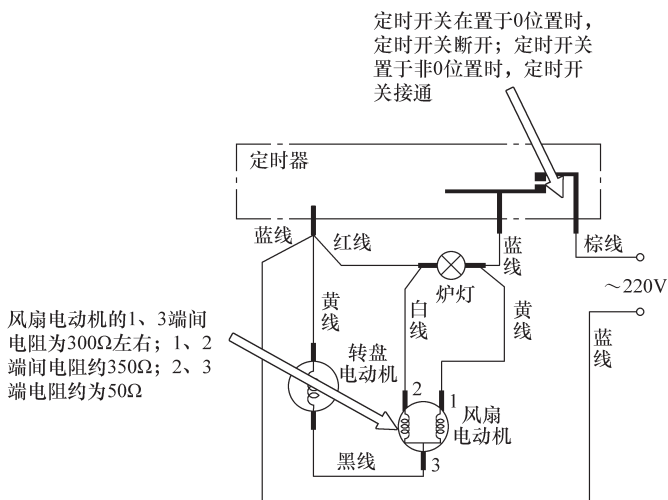 定时开关在置于0位置时，
定时开关断开；定时开关
置于非0位置时，定时开
关接通
定时器
蓝线
红线
蓝
线
棕线
～220V
炉灯
黄
线
白
线
黄
线
蓝
线
风扇电动机的1、3端间
电阻为300Ω左右；1、2
端间电阻约350Ω；2、3
端电阻约为50Ω
转盘
电动机
2
1
风扇
电动机
3
黑线